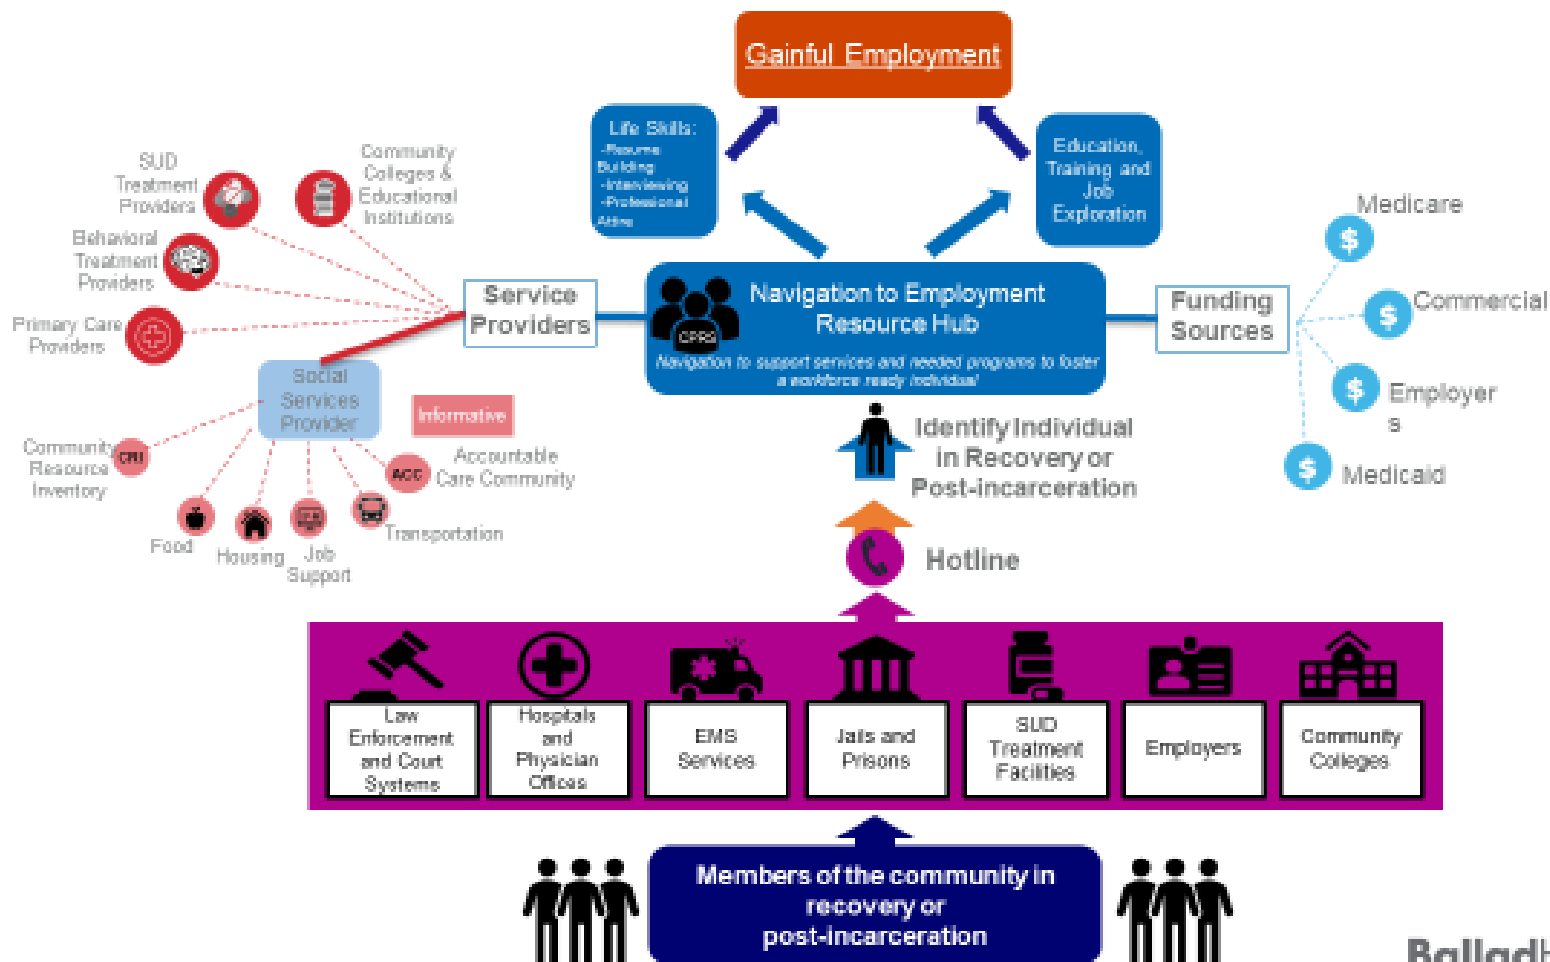 Gainful Employment
Life Skills:
-Resume
Building
-Interviewing
-Professional
Attire
Education,
Training and
Job
Exploration
SUD
Treatment
Providers
Community
Colleges &
Educational
Institutions
Behavioral
Treatment
Providers
Primary Care
Providers
Service
Providers
CPRS
Navigation to Employment
Resource Hub
Navigation to support services and needed programs to foster
a workforce ready individual
Funding
Sources
Medicare
$
Commercial
$
Employer
s
$
Medicaid
$
Social
Services
Provider
Informative
Community
Resource
Inventory
CRI
ACC
Accountable
Care Community
Food
Housing
Job
Support
Transportation
Identify Individual
in Recovery or
Post-incarceration
Hotline
Law
Enforcement
and Court
Systems
Hospitals
and
Physician
Offices
EMS
Services
Jails and
Prisons
SUD
Treatment
Facilities
Employers
Community
Colleges
Members of the community in
recovery or
post-incarceration
Ballad